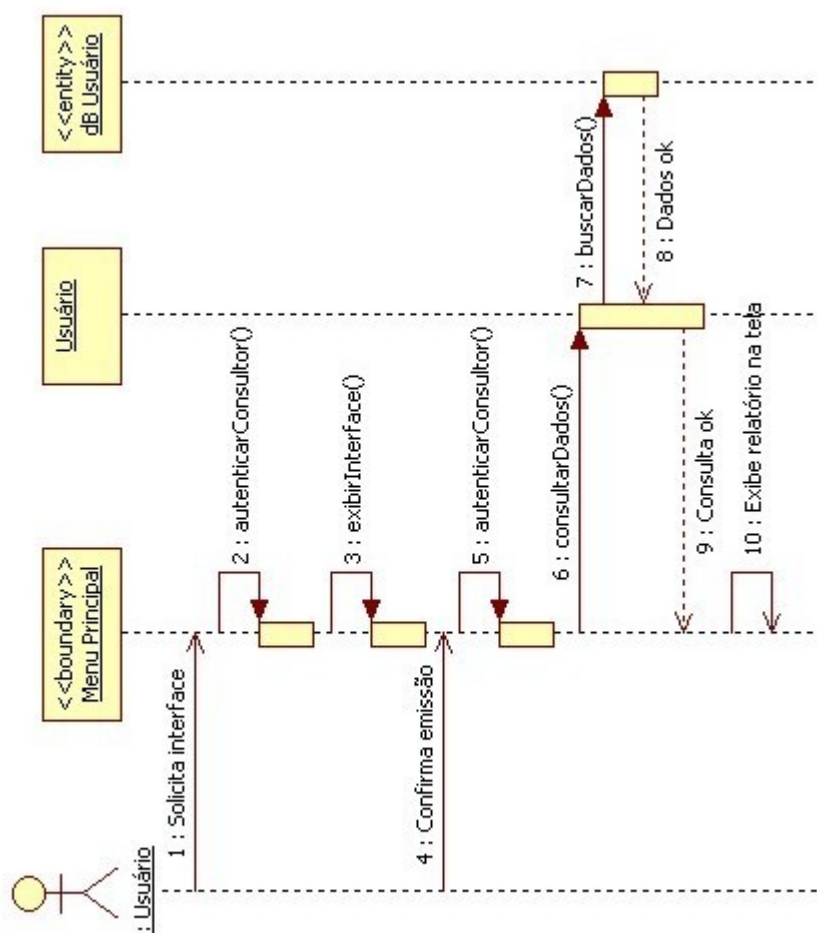 : Usuário
<<boundary>>
Menu Principal
Usuário
<<entity>>
dB Usuário
1 : Solicita interface
2 : autenticarConsultor()
3 : exibirInterface()
4 : Confirma emissão
5 : autenticarConsultor()
6 : consultarDados()
7 : buscarDados()
8 : Dados ok
9 : Consulta ok
10 : Exibe relatório na tela